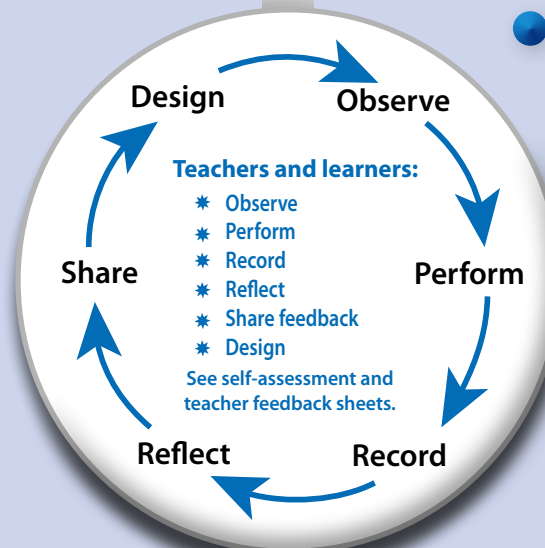 Design
Observe
Teachers and learners:
✷ Observe
✷ Perform
✷ Record
✷ Reflect
✷ Share feedback
✷ Design
See self-assessment and
teacher feedback sheets.
Share
Perform
Reflect
Record